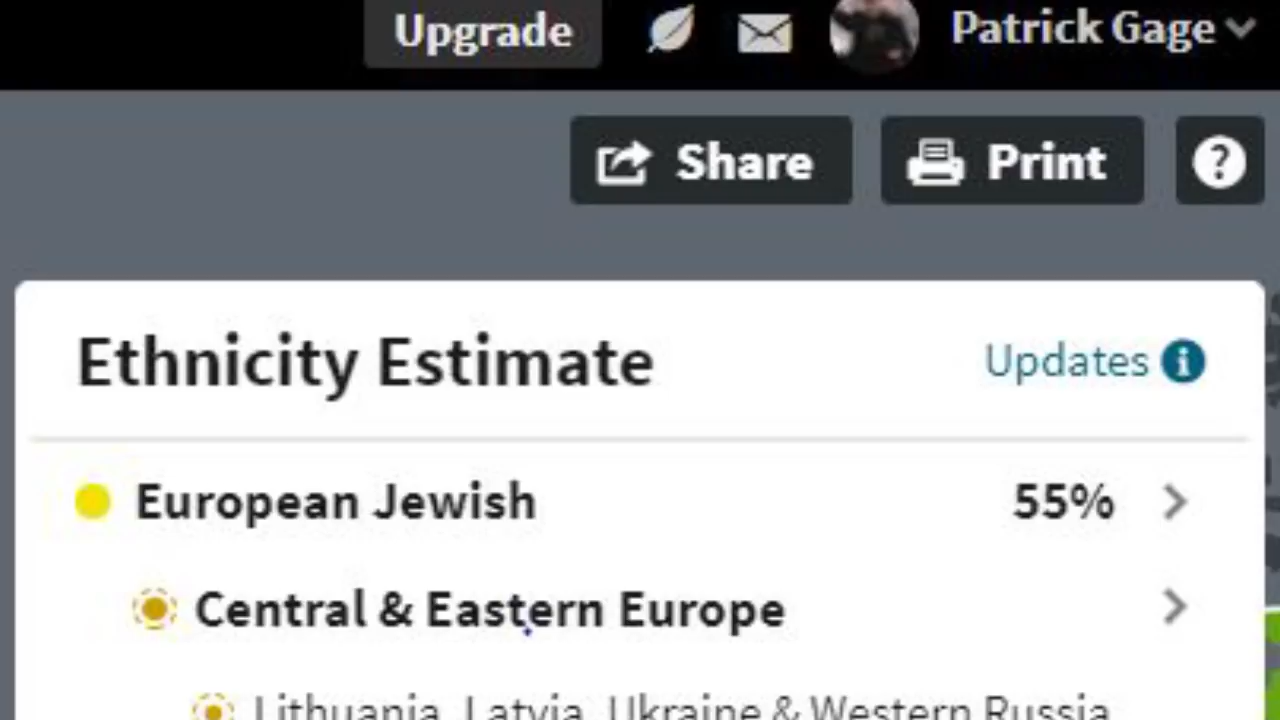 Upgrade Patrick Gage
Share Print ?
Ethnicity Estimate Updates
European Jewish 55%
Central & Eastern Europe
Lithuania, Latvia, Ukraine & Western Russia